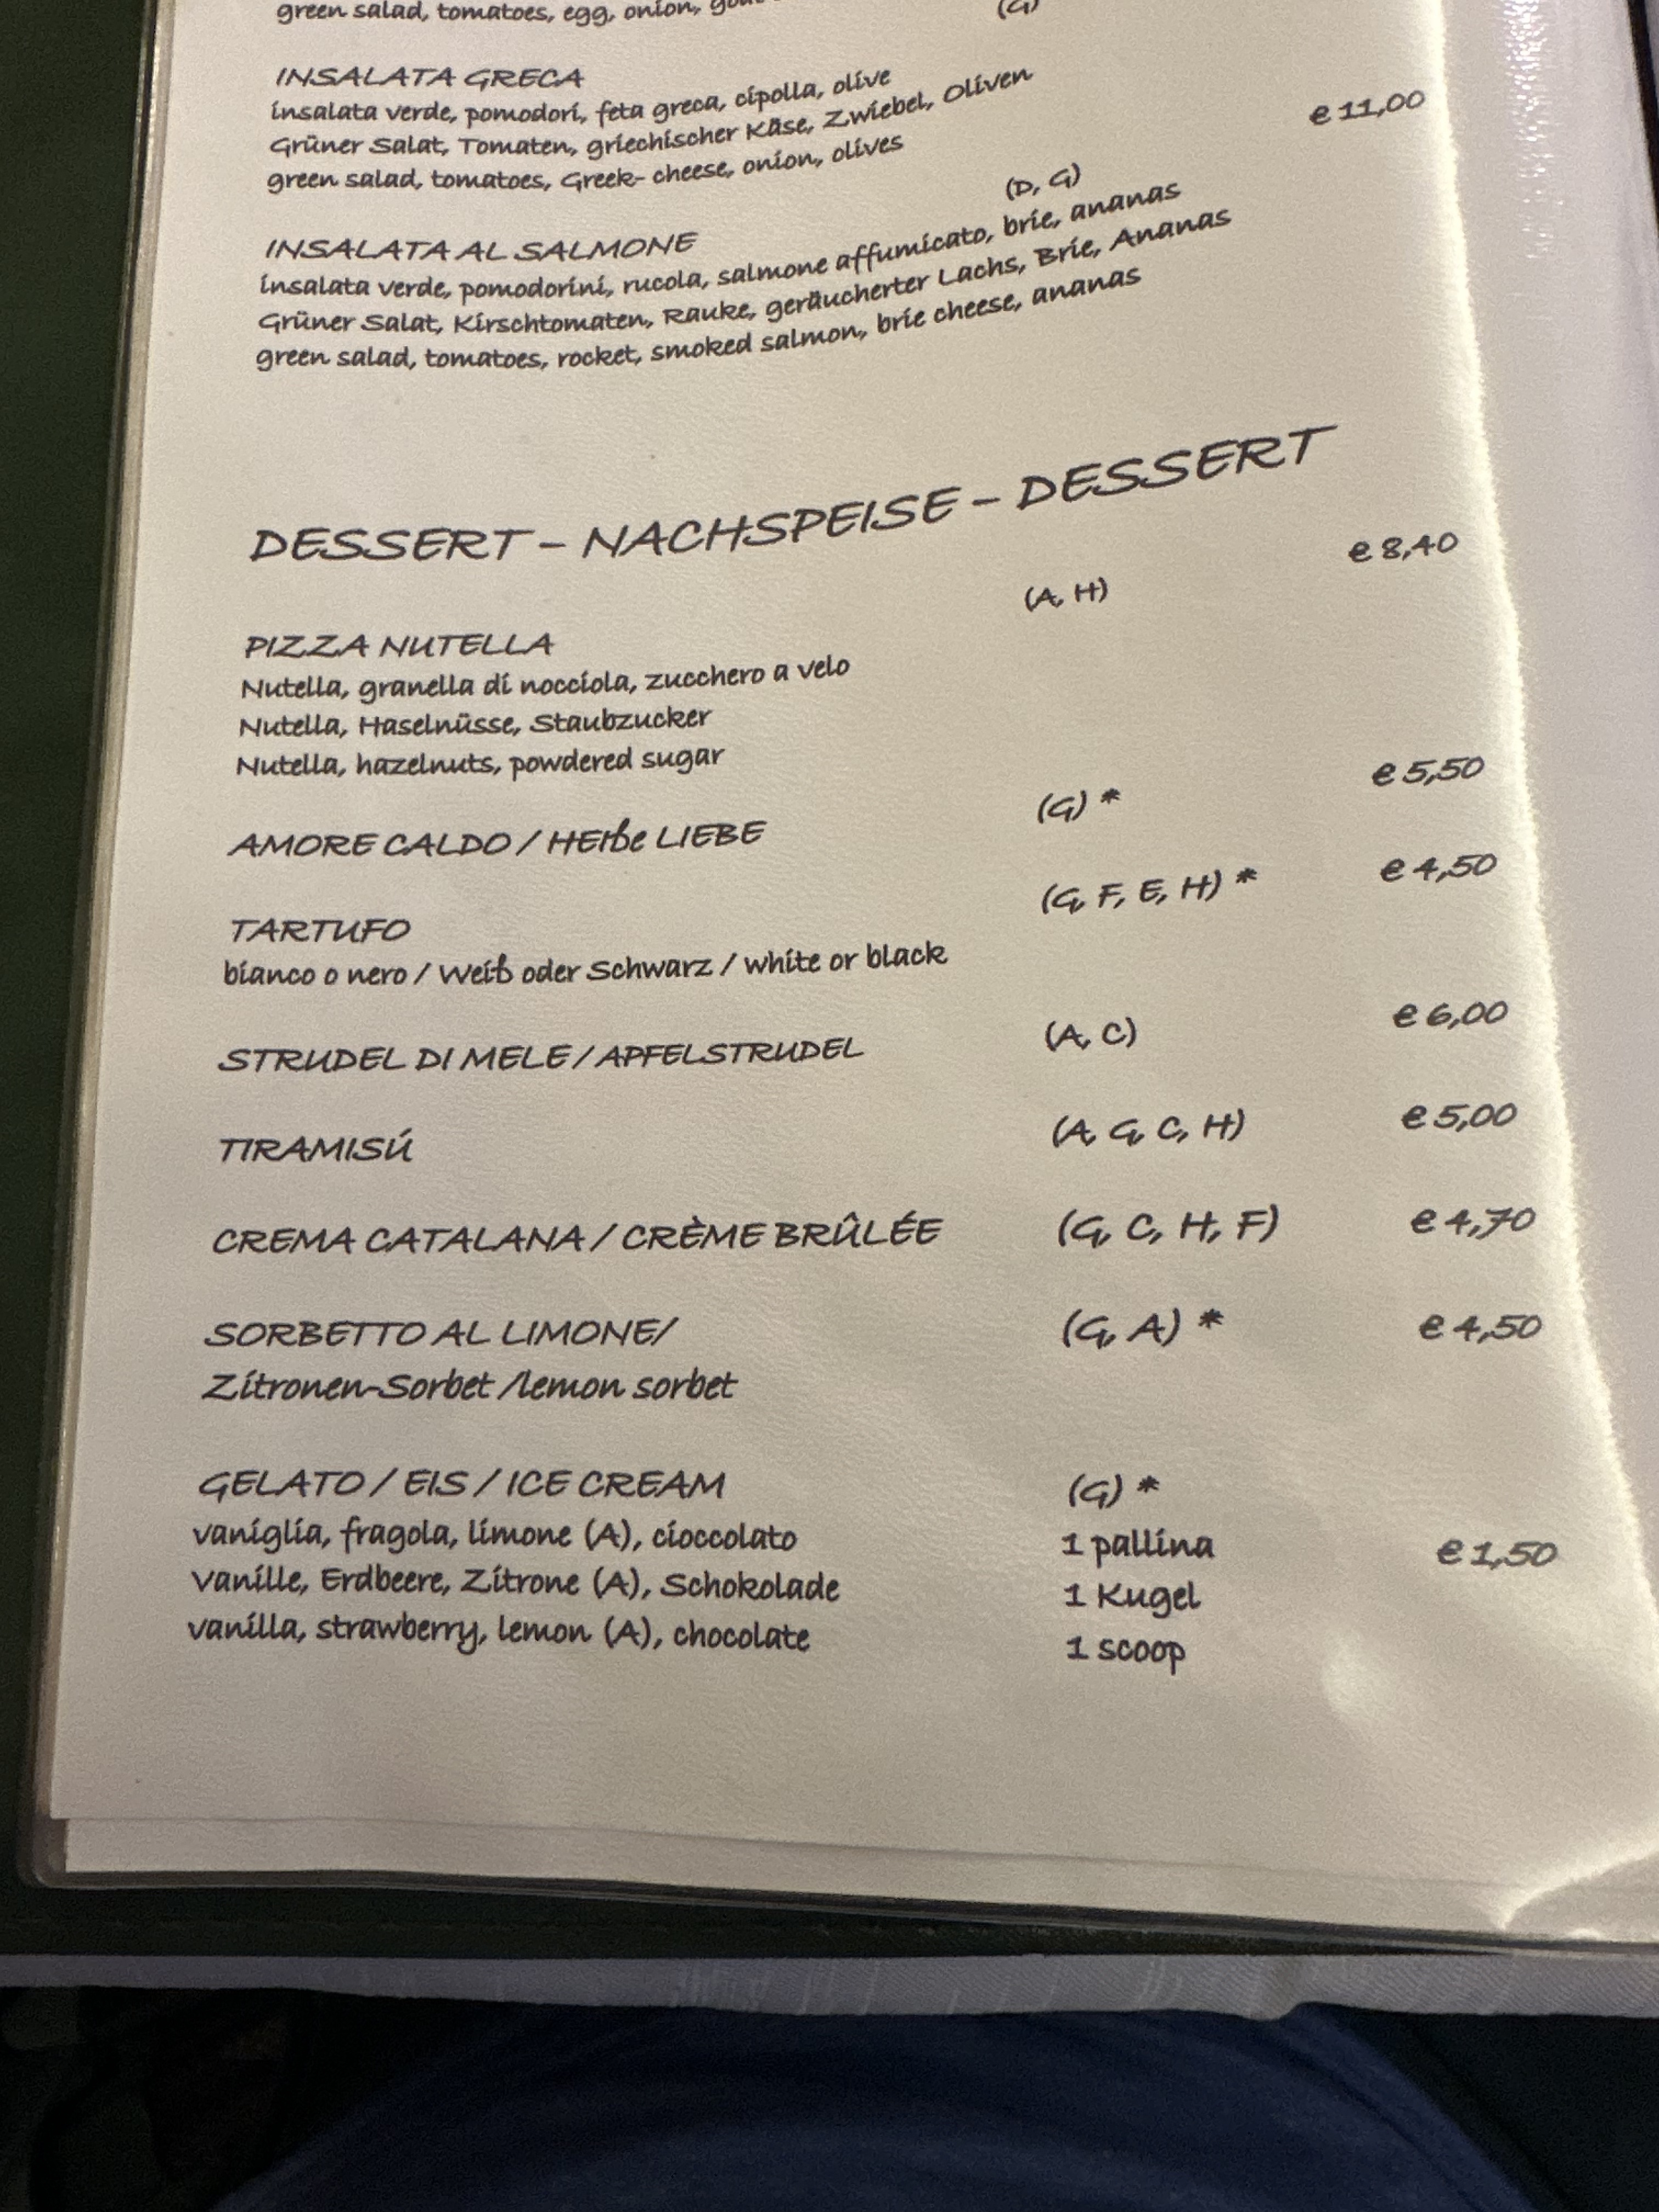 green salad, tomatoes, egg, onion,
(G)
INSALATA GRECA
insalata verde, pomodori, feta greca, cipolla, olive
Grüner Salat, Tomaten, griechischer Käse, Zwiebel, Oliven
green salad, tomatoes, Greek- cheese, onion, olives
€ 11,00
INSALATA AL SALMONE (D, G)
insalata verde, pomodorini, rucola, salmone affumicato, brie, ananas
Grüner Salat, Kirschtomaten, Rauke, geräucherter Lachs, Brie, Ananas
green salad, tomatoes, rocket, smoked salmon, brie cheese, ananas
DESSERT – NACHSPEISE – DESSERT
PIZZA NUTELLA (A, H) € 8,40
Nutella, granella di nocciola, zucchero a velo
Nutella, Haselnüsse, Staubzucker
Nutella, hazelnuts, powdered sugar
AMORE CALDO / HEIße LIEBE (G) * € 5,50
TARTUFO (G, F, E, H) * € 4,50
bianco o nero / Weiß oder Schwarz / white or black
STRUDEL DI MELE / APFELSTRUDEL (A, C) € 6,00
TIRAMISÚ (A, G, C, H) € 5,00
CREMA CATALANA / CRÈME BRÛLÉE (G, C, H, F) € 4,70
SORBETTO AL LIMONE/ (G, A) * € 4,50
Zitronen-Sorbet /lemon sorbet
GELATO / EIS / ICE CREAM (G) *
vaniglia, fragola, limone (A), cioccolato 1 pallina € 1,50
Vanille, Erdbeere, Zitrone (A), Schokolade 1 Kugel
vanilla, strawberry, lemon (A), chocolate 1 scoop